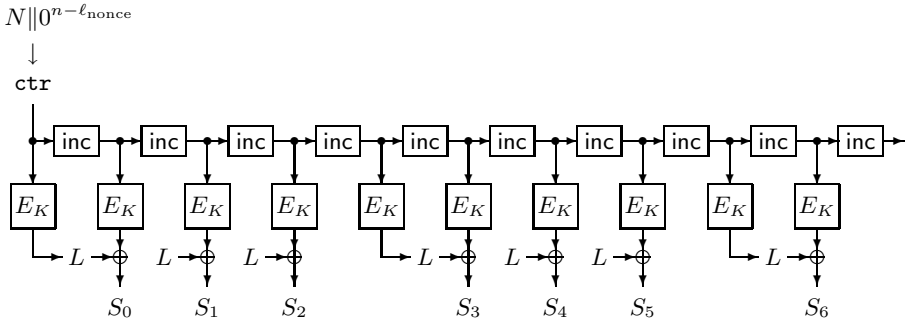 N‖0^{n−ℓ_nonce}
↓
ctr
inc inc inc inc inc inc inc inc inc inc
E_K E_K E_K E_K E_K E_K E_K E_K E_K E_K
L L L L L L L
S_0 S_1 S_2 S_3 S_4 S_5 S_6